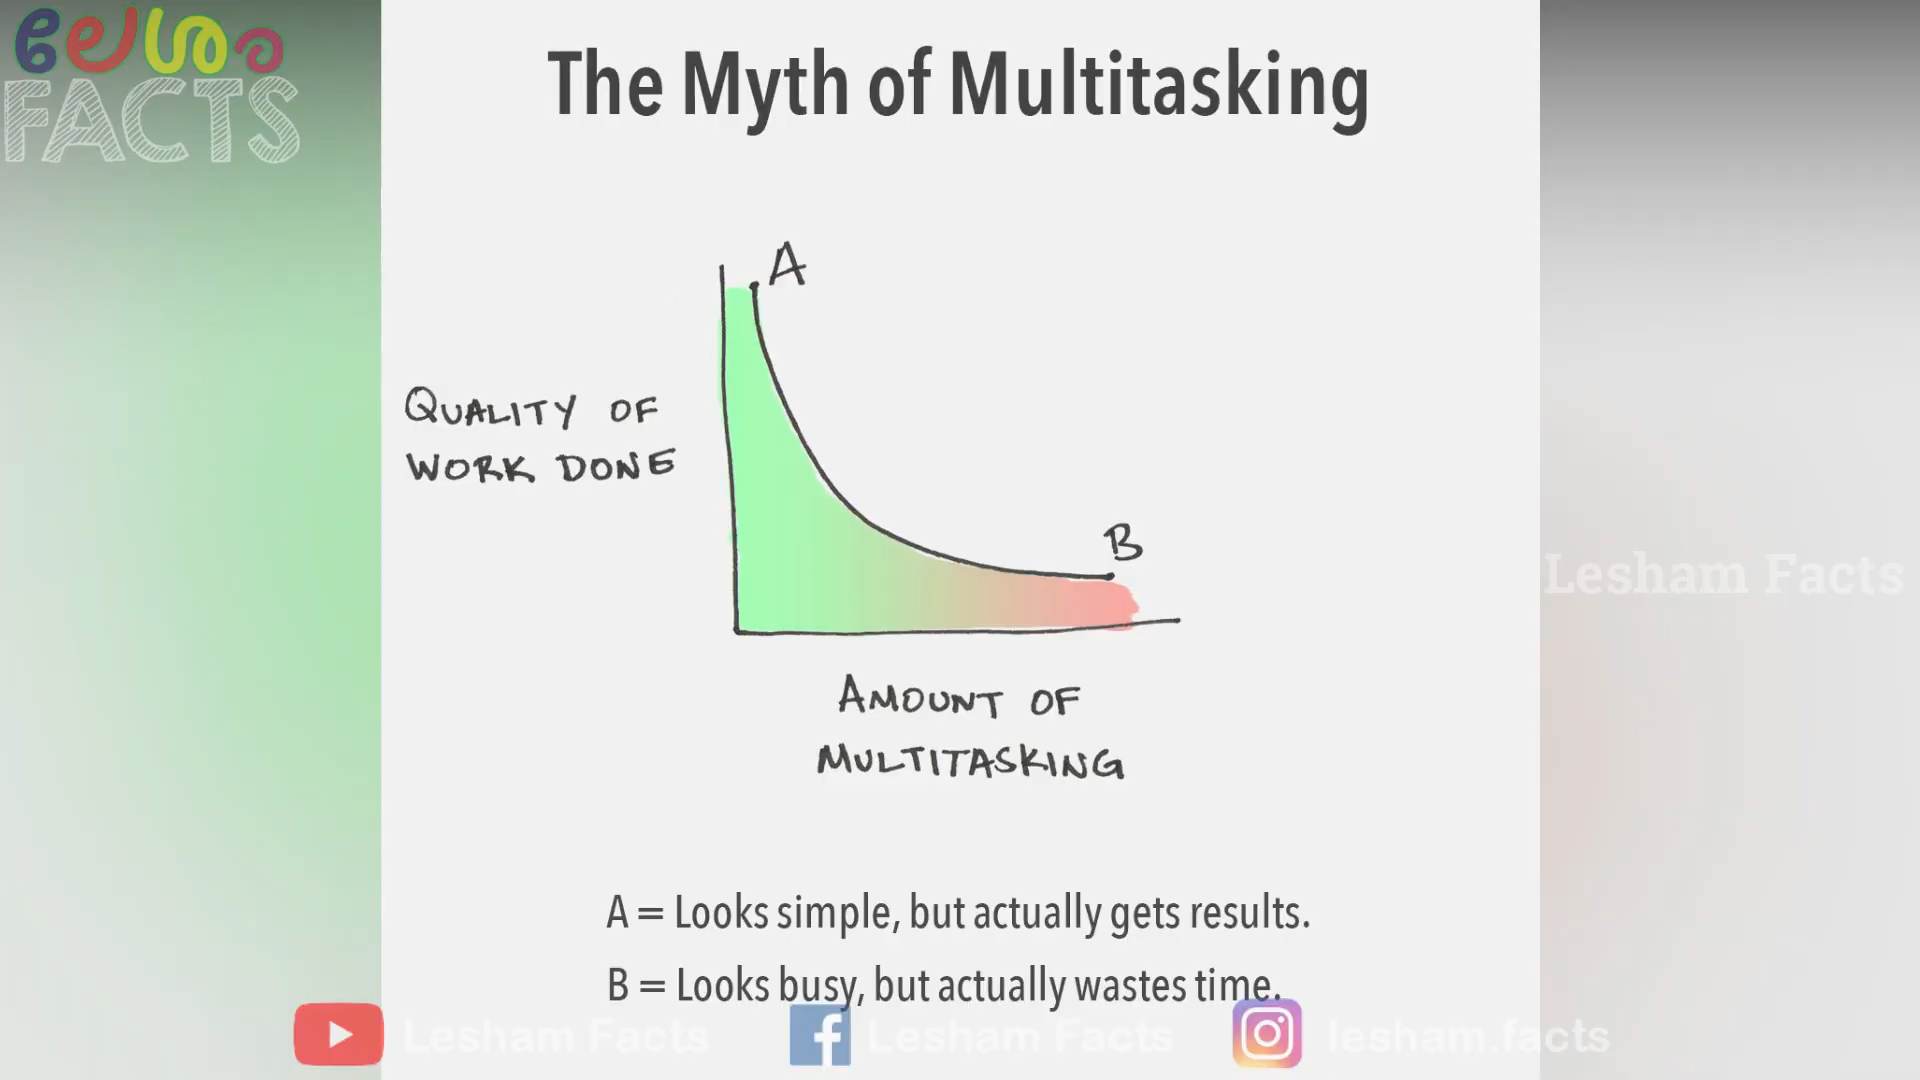 ലേശം
FACTS
The Myth of Multitasking
A
QUALITY OF
WORK DONE
B
Lesham Facts
AMOUNT OF
MULTITASKING
A = Looks simple, but actually gets results.
B = Looks busy, but actually wastes time.
Lesham Facts
Lesham Facts
lesham.facts